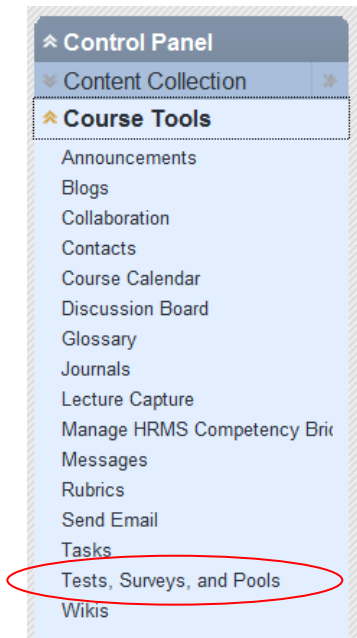 Control Panel
Content Collection
Course Tools
Announcements
Blogs
Collaboration
Contacts
Course Calendar
Discussion Board
Glossary
Journals
Lecture Capture
Manage HRMS Competency Bric
Messages
Rubrics
Send Email
Tasks
Tests, Surveys, and Pools
Wikis